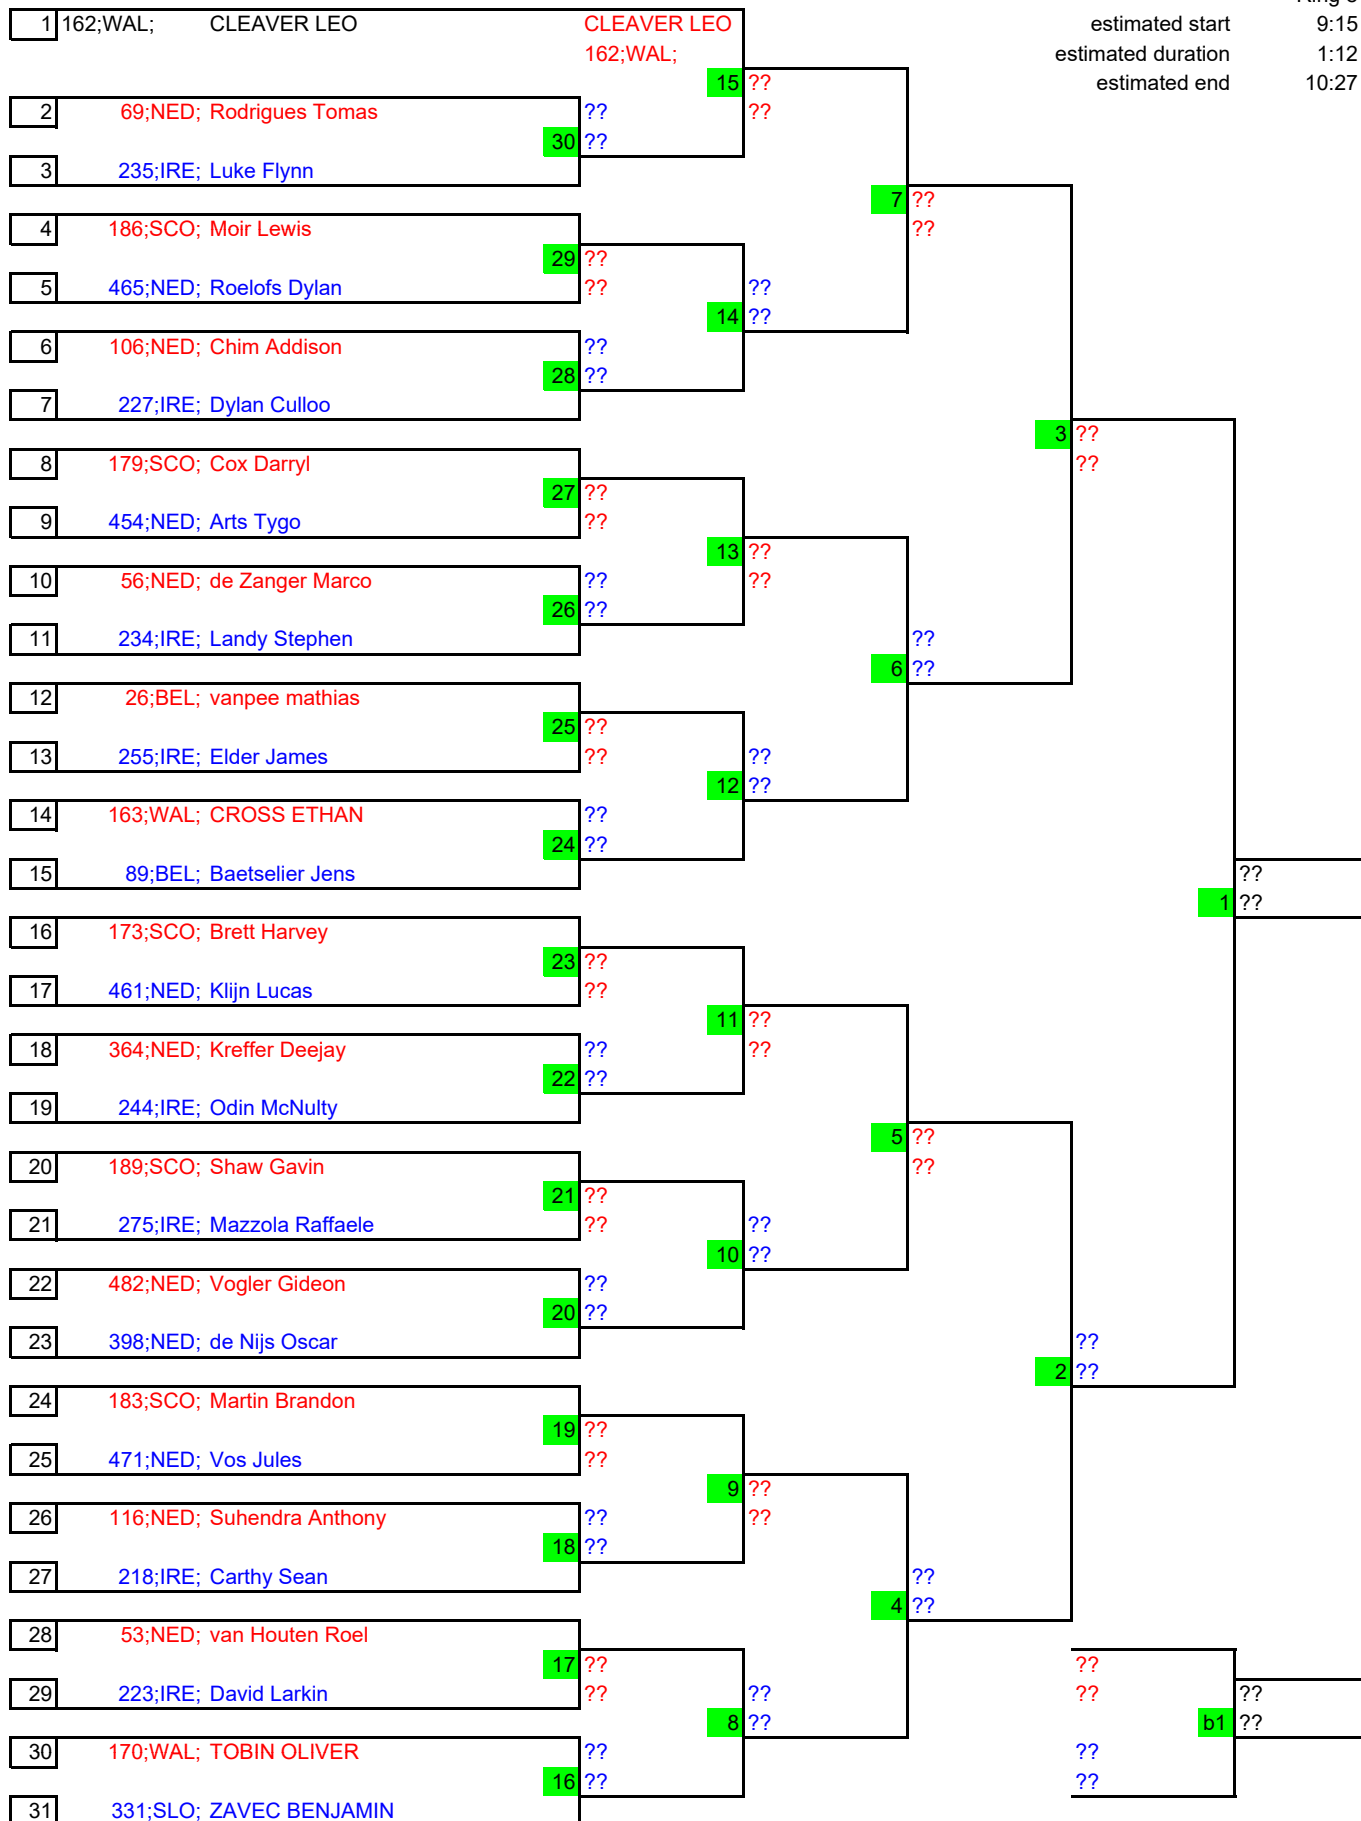 1 162;WAL; CLEAVER LEO CLEAVER LEO estimated start 9:15
162;WAL; estimated duration 1:12
15 ?? estimated end 10:27
2 69;NED; Rodrigues Tomas ?? ??
30 ??
3 235;IRE; Luke Flynn
7 ??
4 186;SCO; Moir Lewis ??
29 ??
5 465;NED; Roelofs Dylan ?? ??
14 ??
6 106;NED; Chim Addison ??
28 ??
7 227;IRE; Dylan Culloo
3 ??
8 179;SCO; Cox Darryl ??
27 ??
9 454;NED; Arts Tygo ??
13 ??
10 56;NED; de Zanger Marco ?? ??
26 ??
11 234;IRE; Landy Stephen ??
6 ??
12 26;BEL; vanpee mathias
25 ??
13 255;IRE; Elder James ?? ??
12 ??
14 163;WAL; CROSS ETHAN ??
24 ??
15 89;BEL; Baetselier Jens ??
1 ??
16 173;SCO; Brett Harvey
23 ??
17 461;NED; Klijn Lucas ??
11 ??
18 364;NED; Kreffer Deejay ?? ??
22 ??
19 244;IRE; Odin McNulty
5 ??
20 189;SCO; Shaw Gavin ??
21 ??
21 275;IRE; Mazzola Raffaele ?? ??
10 ??
22 482;NED; Vogler Gideon ??
20 ??
23 398;NED; de Nijs Oscar ??
2 ??
24 183;SCO; Martin Brandon
19 ??
25 471;NED; Vos Jules ??
9 ??
26 116;NED; Suhendra Anthony ?? ??
18 ??
27 218;IRE; Carthy Sean ??
4 ??
28 53;NED; van Houten Roel
17 ?? ??
29 223;IRE; David Larkin ?? ?? ?? ??
8 ?? b1 ??
30 170;WAL; TOBIN OLIVER ?? ??
16 ?? ??
31 331;SLO; ZAVEC BENJAMIN